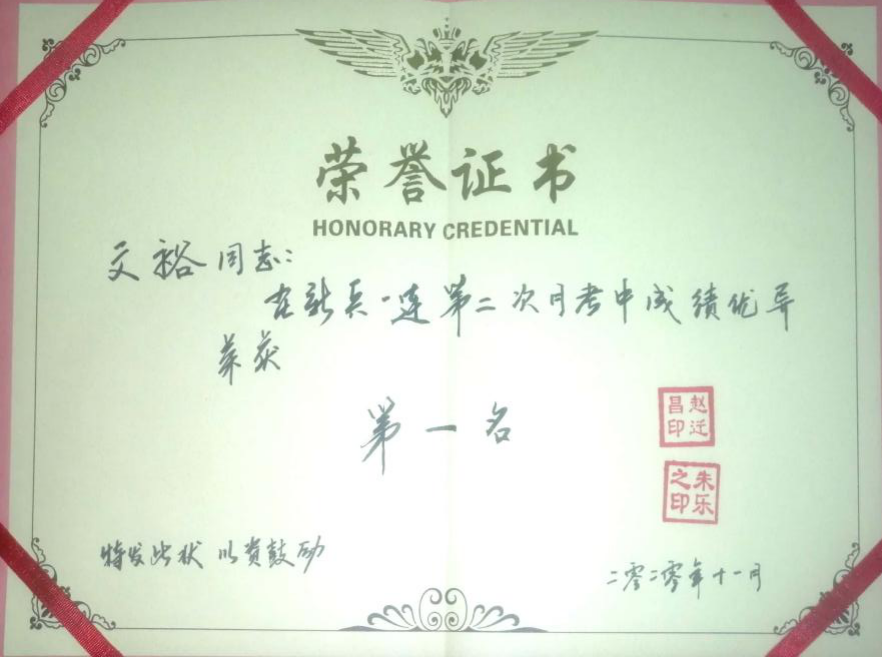 荣誉证书
HONORARY CREDENTIAL
文裕同志:
在新兵一连第二次月考中成绩优异
荣获
第一名
赵迁昌印
朱乐之印
特发此状 以资鼓励
二零二零年十一月